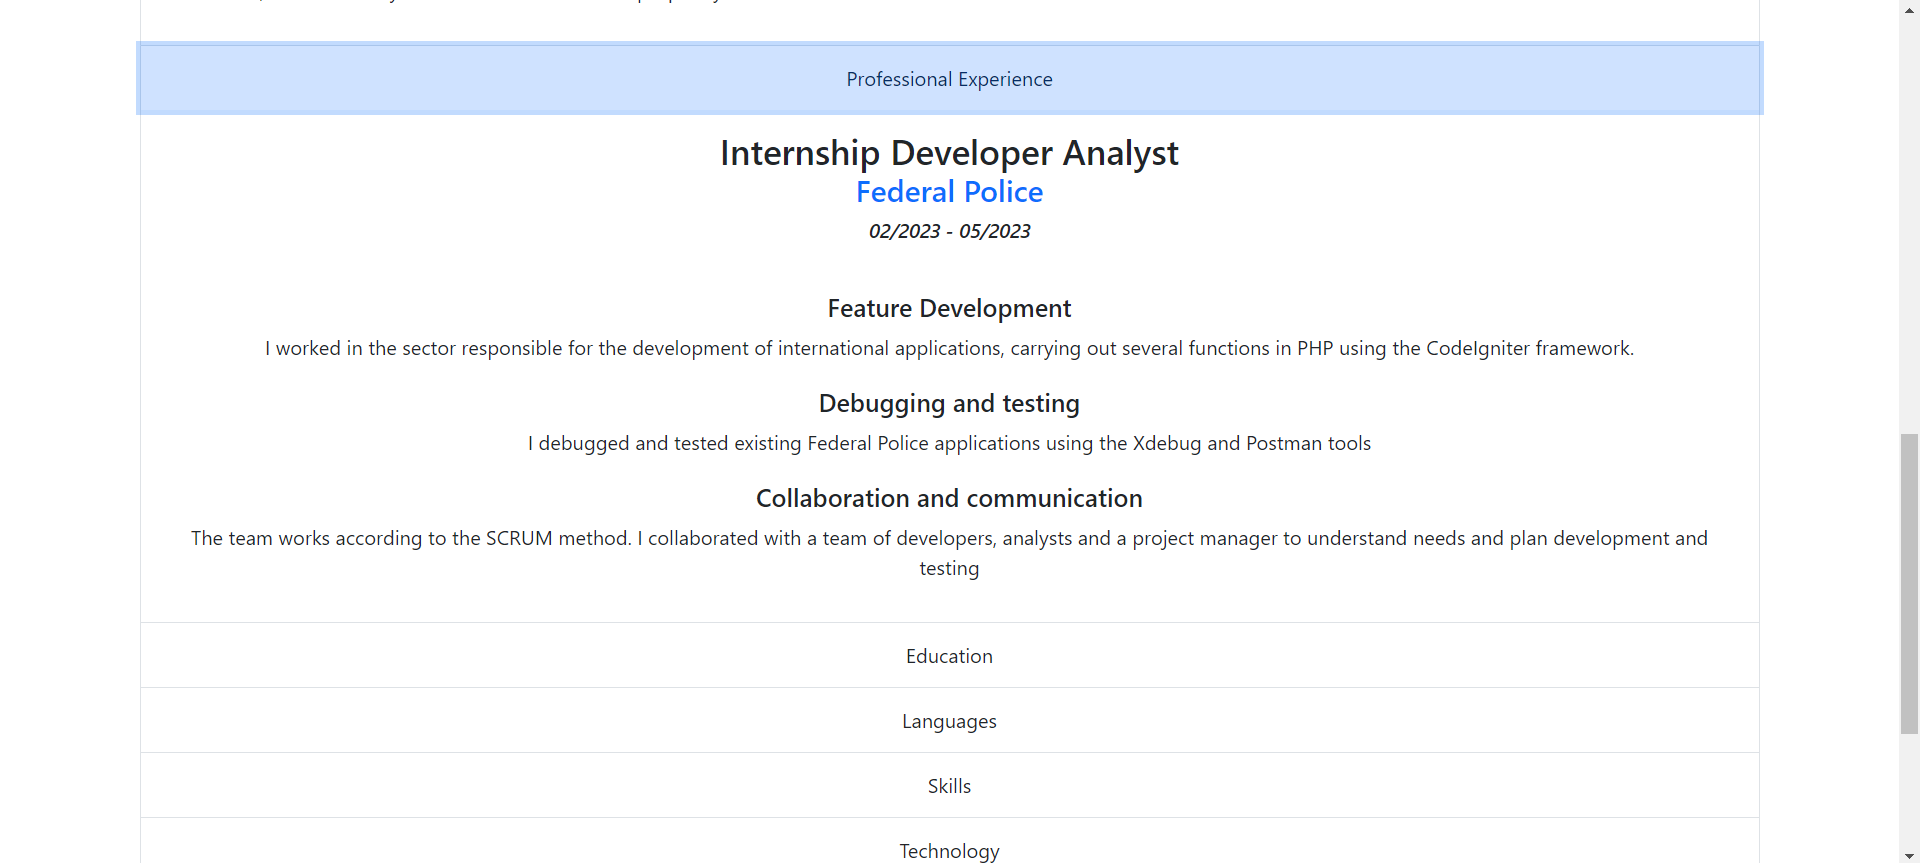 Professional Experience
Internship Developer Analyst
Federal Police
02/2023 - 05/2023
Feature Development
I worked in the sector responsible for the development of international applications, carrying out several functions in PHP using the CodeIgniter framework.
Debugging and testing
I debugged and tested existing Federal Police applications using the Xdebug and Postman tools
Collaboration and communication
The team works according to the SCRUM method. I collaborated with a team of developers, analysts and a project manager to understand needs and plan development and
testing
Education
Languages
Skills
Technology